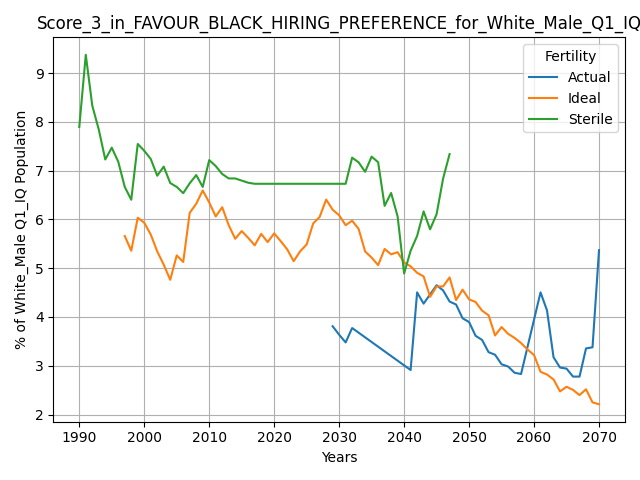 Score_3_in_FAVOUR_BLACK_HIRING_PREFERENCE_for_White_Male_Q1_IQ
Fertility
Actual
Ideal
Sterile
% of White_Male Q1_IQ Population
9
8
7
6
5
4
3
2
1990 2000 2010 2020 2030 2040 2050 2060 2070
Years